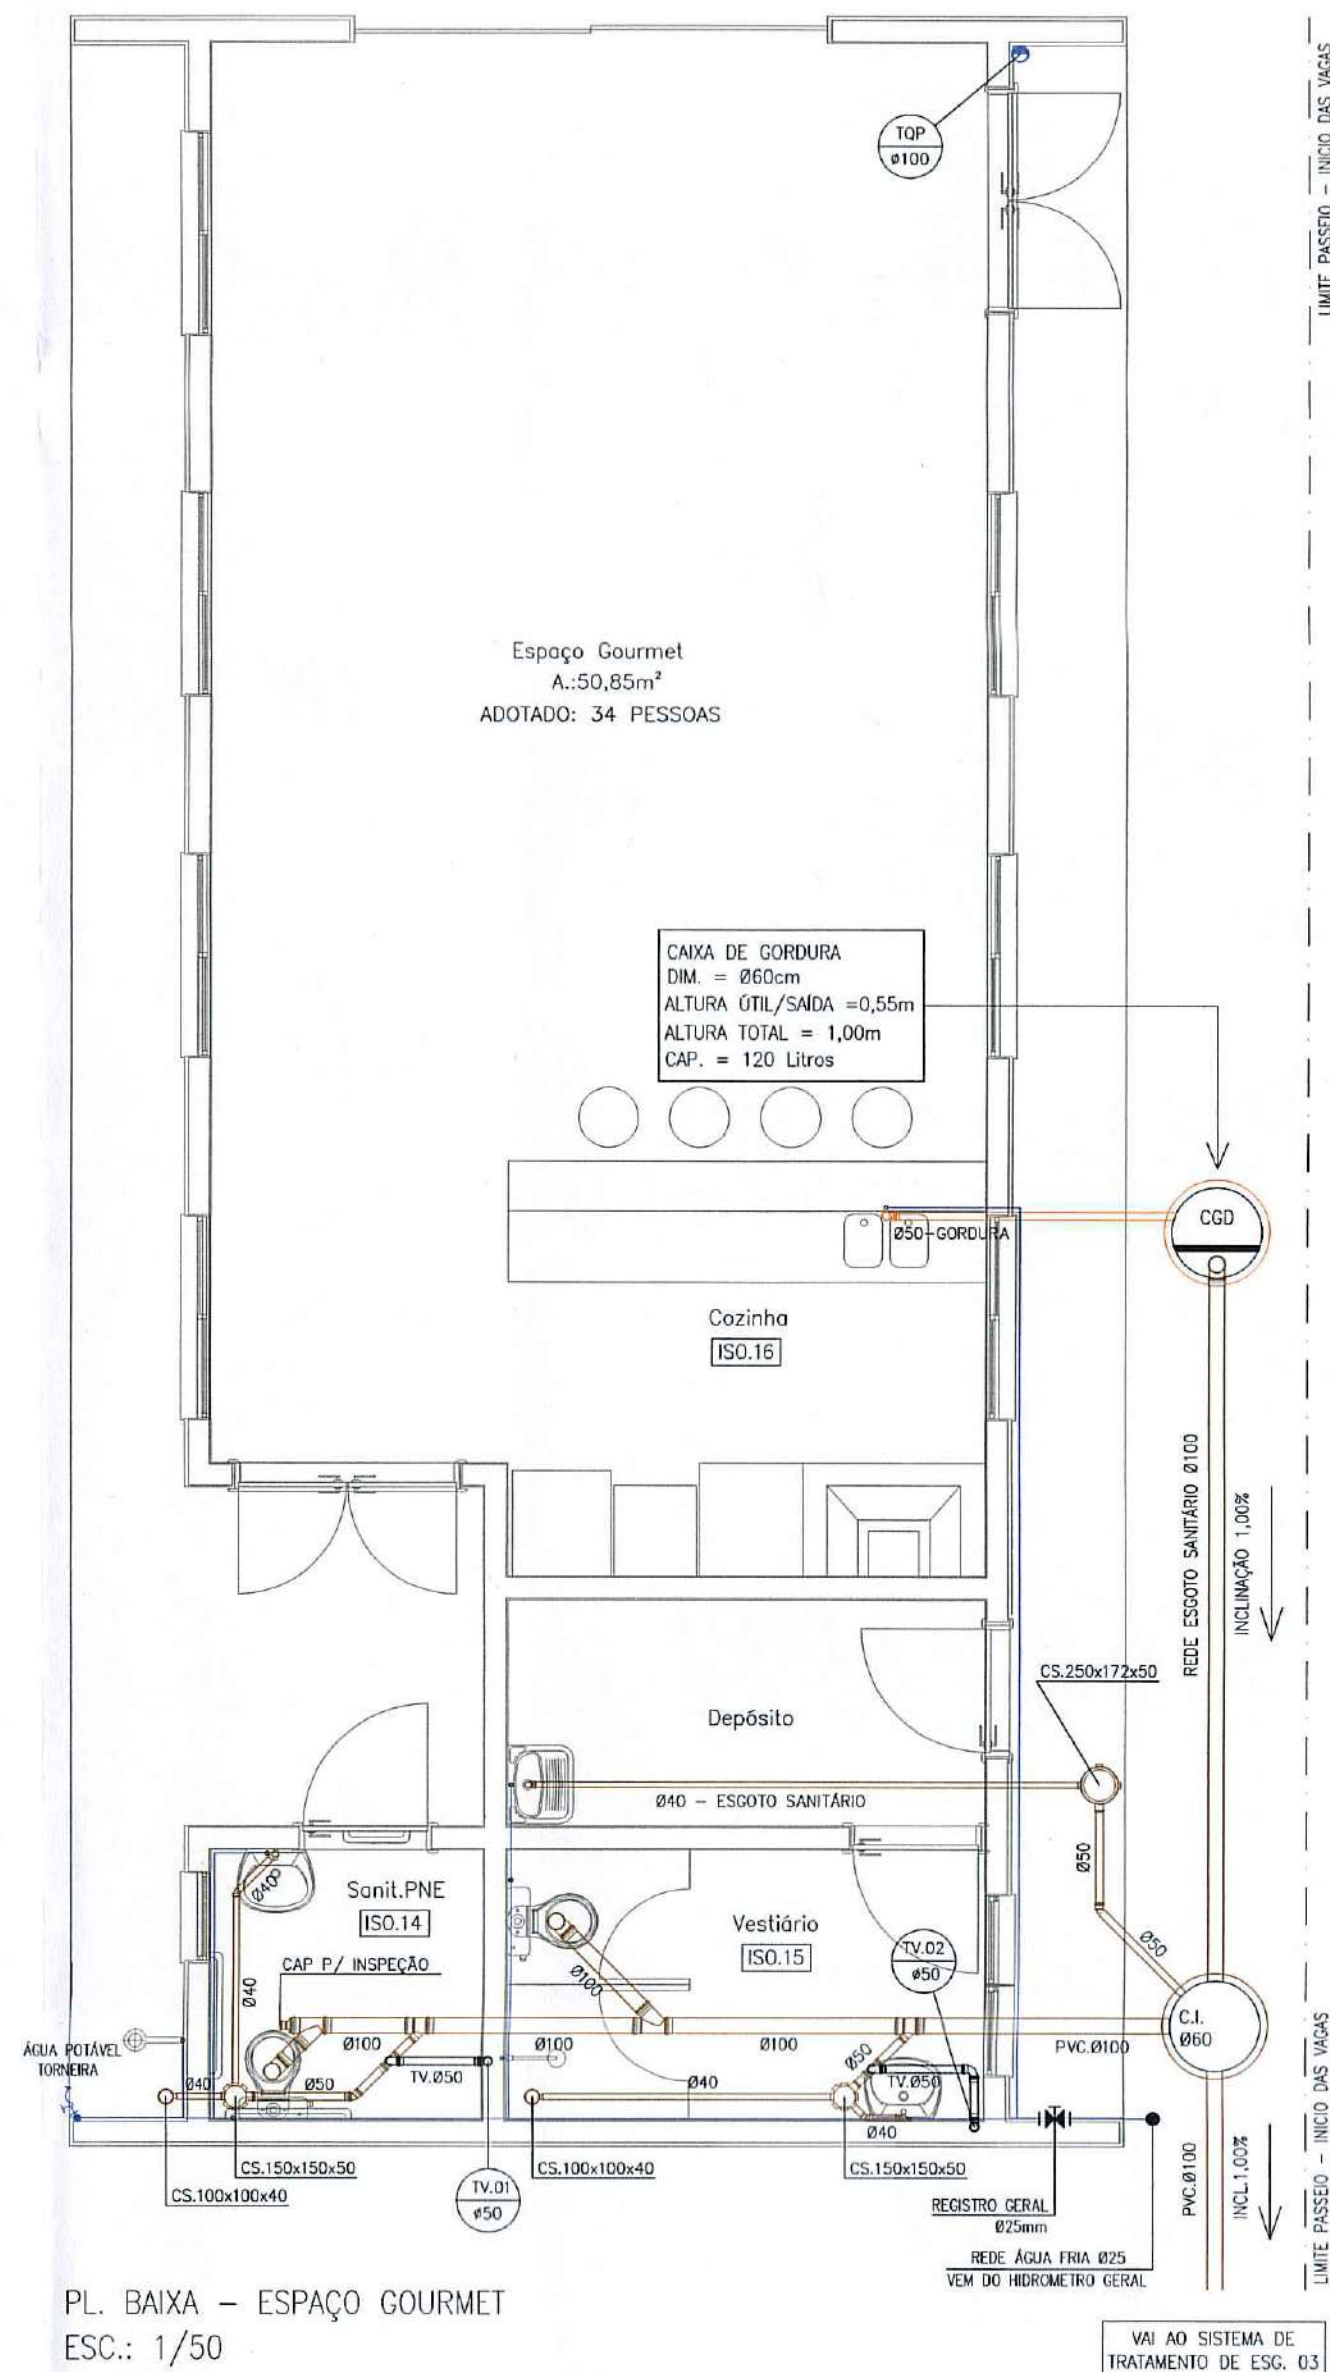 LIMITE PASSEIO - INICIO DAS VAGAS
TQP
ø100
Espaço Gourmet
A.:50,85m²
ADOTADO: 34 PESSOAS
CAIXA DE GORDURA
DIM. = Ø60cm
ALTURA ÚTIL/SAÍDA =0,55m
ALTURA TOTAL = 1,00m
CAP. = 120 Litros
CGD
Ø50-GORDURA
Cozinha
ISO.16
REDE ESGOTO SANITÁRIO Ø100
INCLINAÇÃO 1,00%
CS.250x172x50
Depósito
Ø40 - ESGOTO SANITÁRIO
Ø50
Ø50
Ø40
Sanit.PNE
ISO.14
Vestiário
ISO.15
TV.02
ø50
CAP P/ INSPEÇÃO
Ø40
Ø100
C.I.
Ø60
ÁGUA POTÁVEL
TORNEIRA
Ø100
Ø100
Ø100
PVC.Ø100
Ø50
TV.Ø50
TV.Ø50
Ø40
Ø50
Ø40
Ø40
CS.150x150x50
CS.100x100x40
CS.100x100x40
CS.150x150x50
TV.01
ø50
REGISTRO GERAL
Ø25mm
REDE ÁGUA FRIA Ø25
VEM DO HIDROMETRO GERAL
PVC.Ø100
INCL.1,00%
LIMITE PASSEIO - INICIO DAS VAGAS
PL. BAIXA - ESPAÇO GOURMET
ESC.: 1/50
VAI AO SISTEMA DE
TRATAMENTO DE ESG. 03